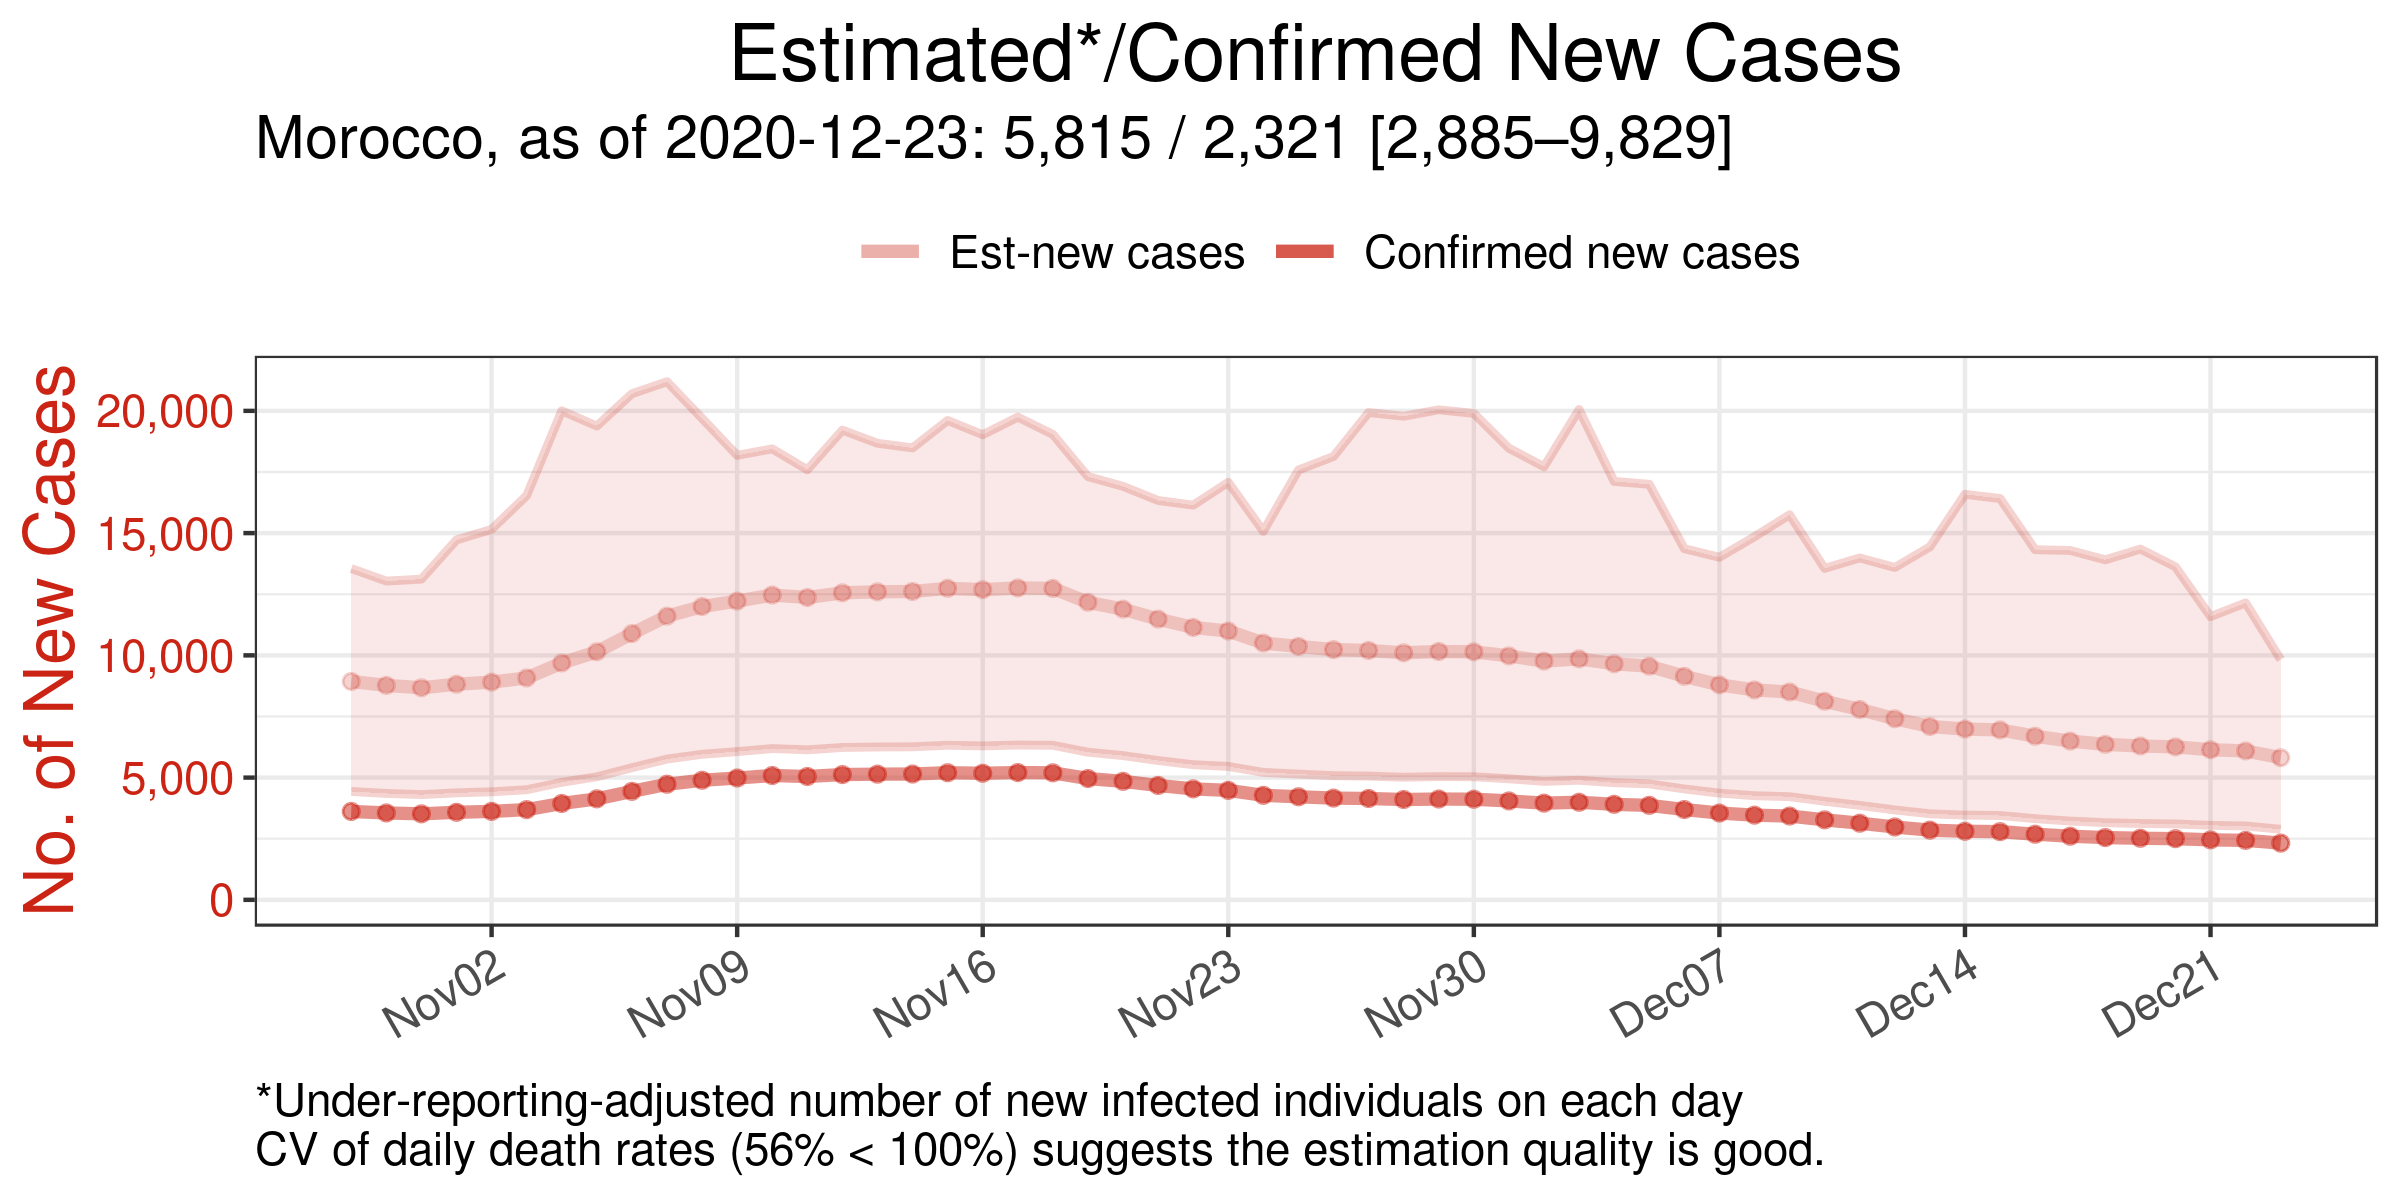 Estimated*/Confirmed New Cases
Morocco, as of 2020-12-23: 5,815 / 2,321 [2,885–9,829]
Est-new cases
Confirmed new cases
No. of New Cases
20,000
15,000
10,000
5,000
0
Nov02
Nov09
Nov16
Nov23
Nov30
Dec07
Dec14
Dec21
*Under-reporting-adjusted number of new infected individuals on each day
CV of daily death rates (56% < 100%) suggests the estimation quality is good.